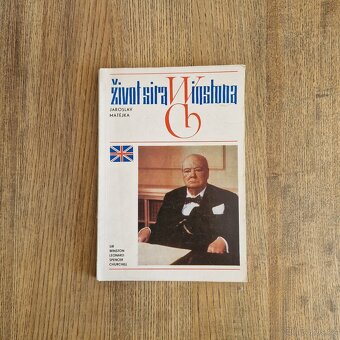 Život sira Winstona
JAROSLAV
MATĚJKA
SIR
WINSTON
LEONARD
SPENCER
CHURCHILL